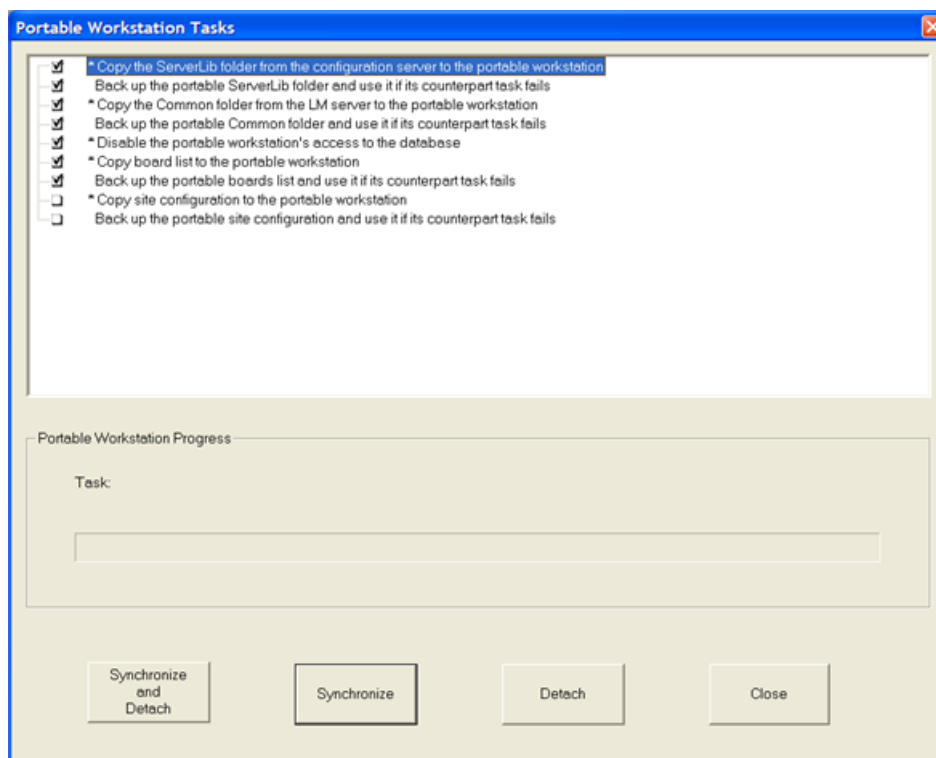 Portable Workstation Tasks
* Copy the ServerLib folder from the configuration server to the portable workstation
Back up the portable ServerLib folder and use it if its counterpart task fails
* Copy the Common folder from the LM server to the portable workstation
Back up the portable Common folder and use it if its counterpart task fails
* Disable the portable workstation's access to the database
* Copy board list to the portable workstation
Back up the portable boards list and use it if its counterpart task fails
* Copy site configuration to the portable workstation
Back up the portable site configuration and use it if its counterpart task fails
Portable Workstation Progress
Task:
Synchronize
and
Detach
Synchronize
Detach
Close